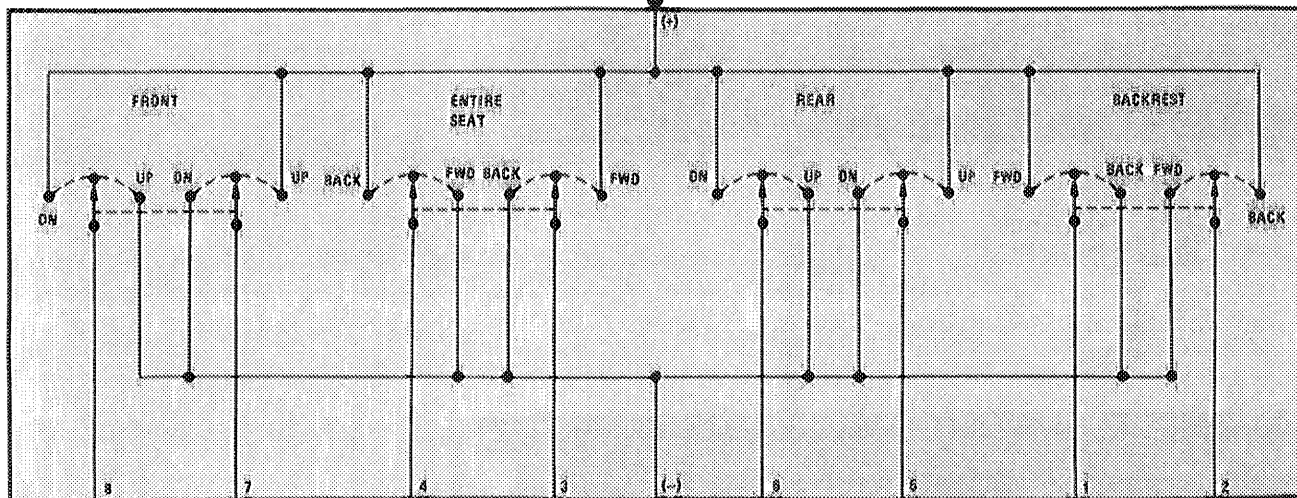 (+)
FRONT ENTIRE SEAT REAR BACKREST
UP DN UP BACK FWD BACK FWD DN UP DN UP FWD BACK FWD
DN BACK
8 7 4 3 (–) 6 5 1 2